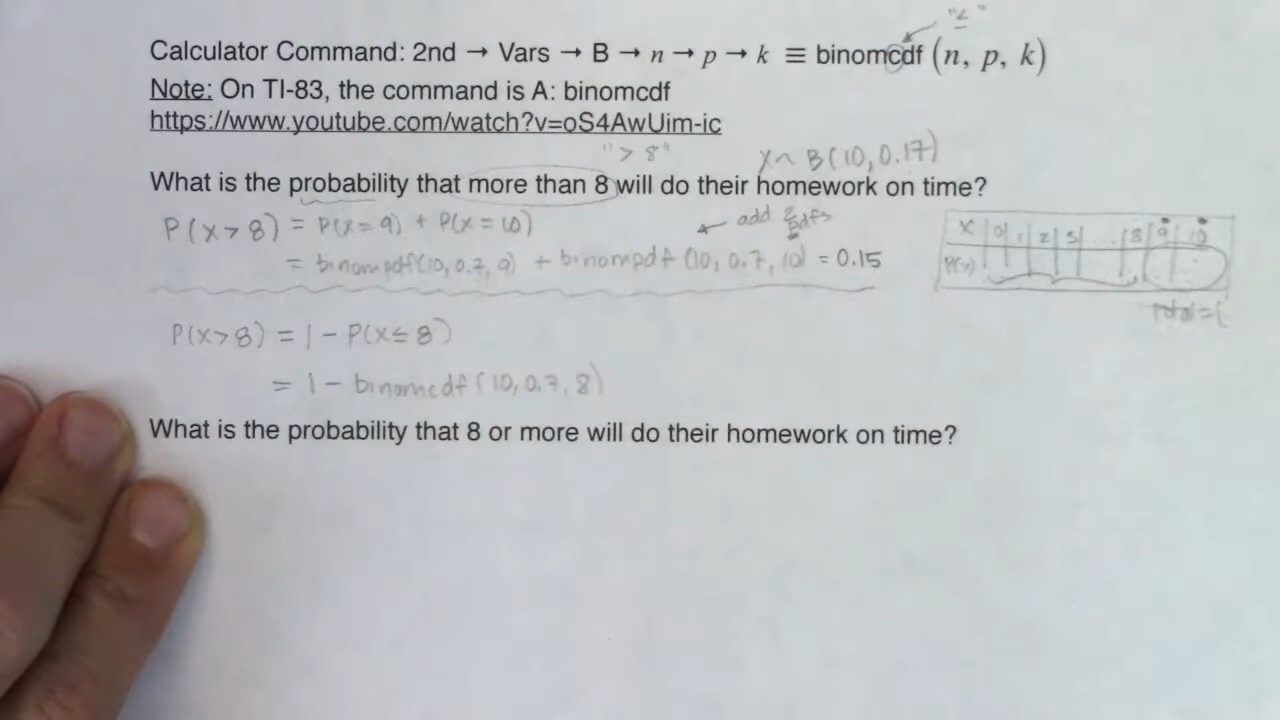 "≤"
Calculator Command: 2nd → Vars → B → n → p → k ≡ binomcdf (n, p, k)
Note: On TI-83, the command is A: binomcdf
https://www.youtube.com/watch?v=oS4AwUim-ic
"> 8" X~ B(10, 0.17)
What is the probability that more than 8 will do their homework on time?
P(X > 8) = P(X = 9) + P(X = 10) ← add 2 pdfs
= binompdf(10, 0.7, 9) + binompdf (10, 0.7, 10) = 0.15
X | 0 | 1 | 2 | 3 | ... | 8 | 9 | 10
P(x)
total = 1
P(X > 8) = 1 - P(X ≤ 8)
= 1 - binomcdf (10, 0.7, 8)
What is the probability that 8 or more will do their homework on time?